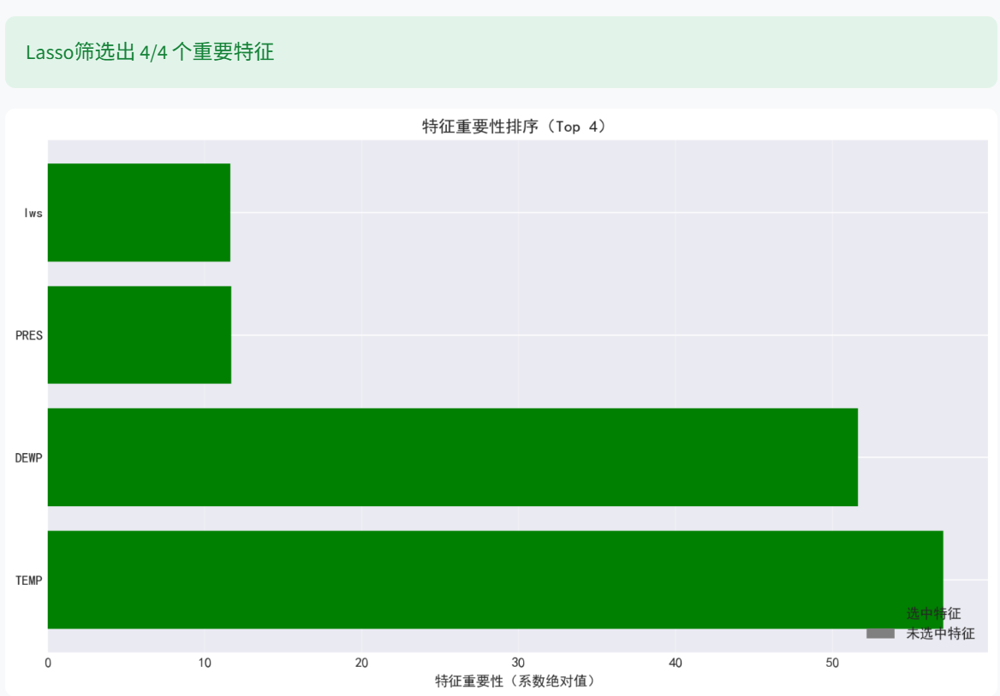 Lasso筛选出 4/4 个重要特征
特征重要性排序（Top 4）
Iws
PRES
DEWP
TEMP
选中特征
未选中特征
0 10 20 30 40 50
特征重要性（系数绝对值）